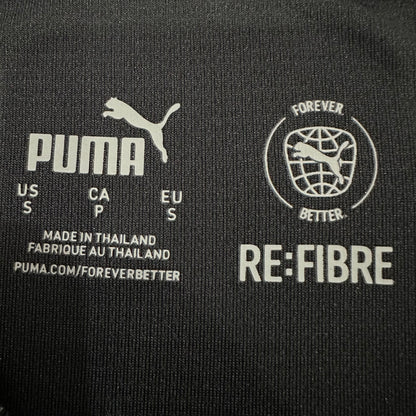 PUMA
US CA EU
S P S
MADE IN THAILAND
FABRIQUE AU THAILAND
PUMA.COM/FOREVERBETTER
FOREVER.
BETTER.
RE:FIBRE